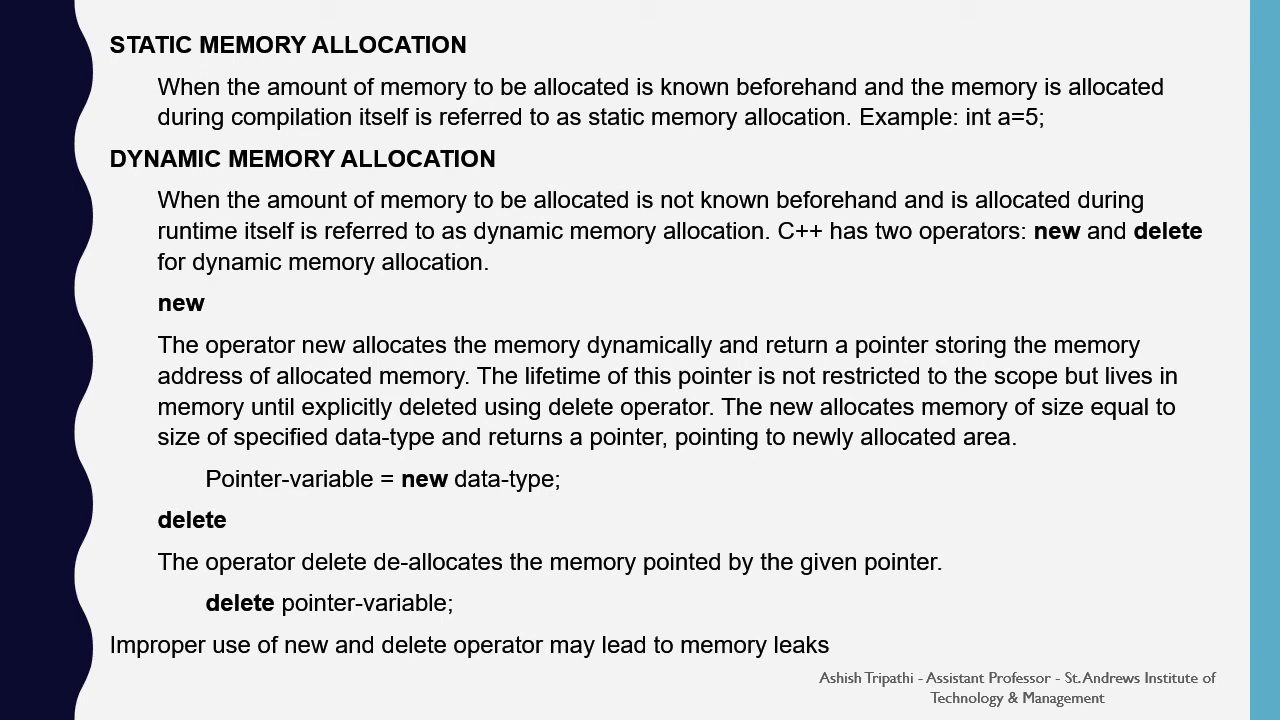 STATIC MEMORY ALLOCATION
When the amount of memory to be allocated is known beforehand and the memory is allocated
during compilation itself is referred to as static memory allocation. Example: int a=5;
DYNAMIC MEMORY ALLOCATION
When the amount of memory to be allocated is not known beforehand and is allocated during
runtime itself is referred to as dynamic memory allocation. C++ has two operators: new and delete
for dynamic memory allocation.
new
The operator new allocates the memory dynamically and return a pointer storing the memory
address of allocated memory. The lifetime of this pointer is not restricted to the scope but lives in
memory until explicitly deleted using delete operator. The new allocates memory of size equal to
size of specified data-type and returns a pointer, pointing to newly allocated area.
Pointer-variable = new data-type;
delete
The operator delete de-allocates the memory pointed by the given pointer.
delete pointer-variable;
Improper use of new and delete operator may lead to memory leaks
Ashish Tripathi - Assistant Professor - St. Andrews Institute of
Technology & Management